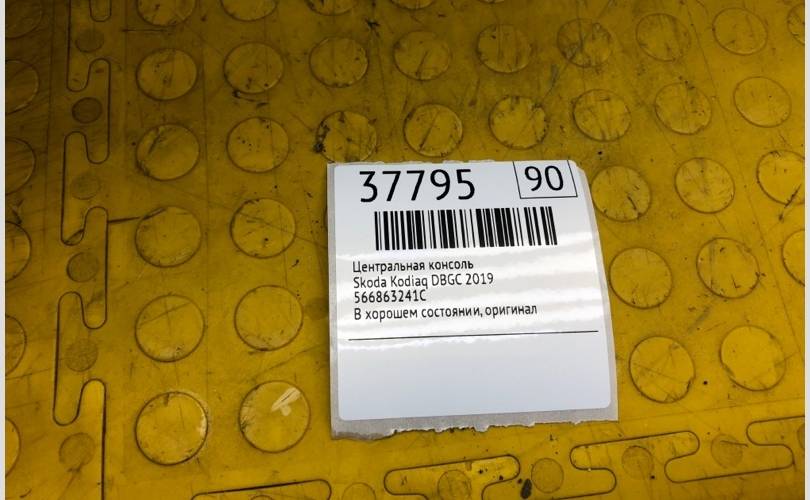 37795 90
Центральная консоль
Skoda Kodiaq DBGC 2019
566863241C
В хорошем состоянии, оригинал